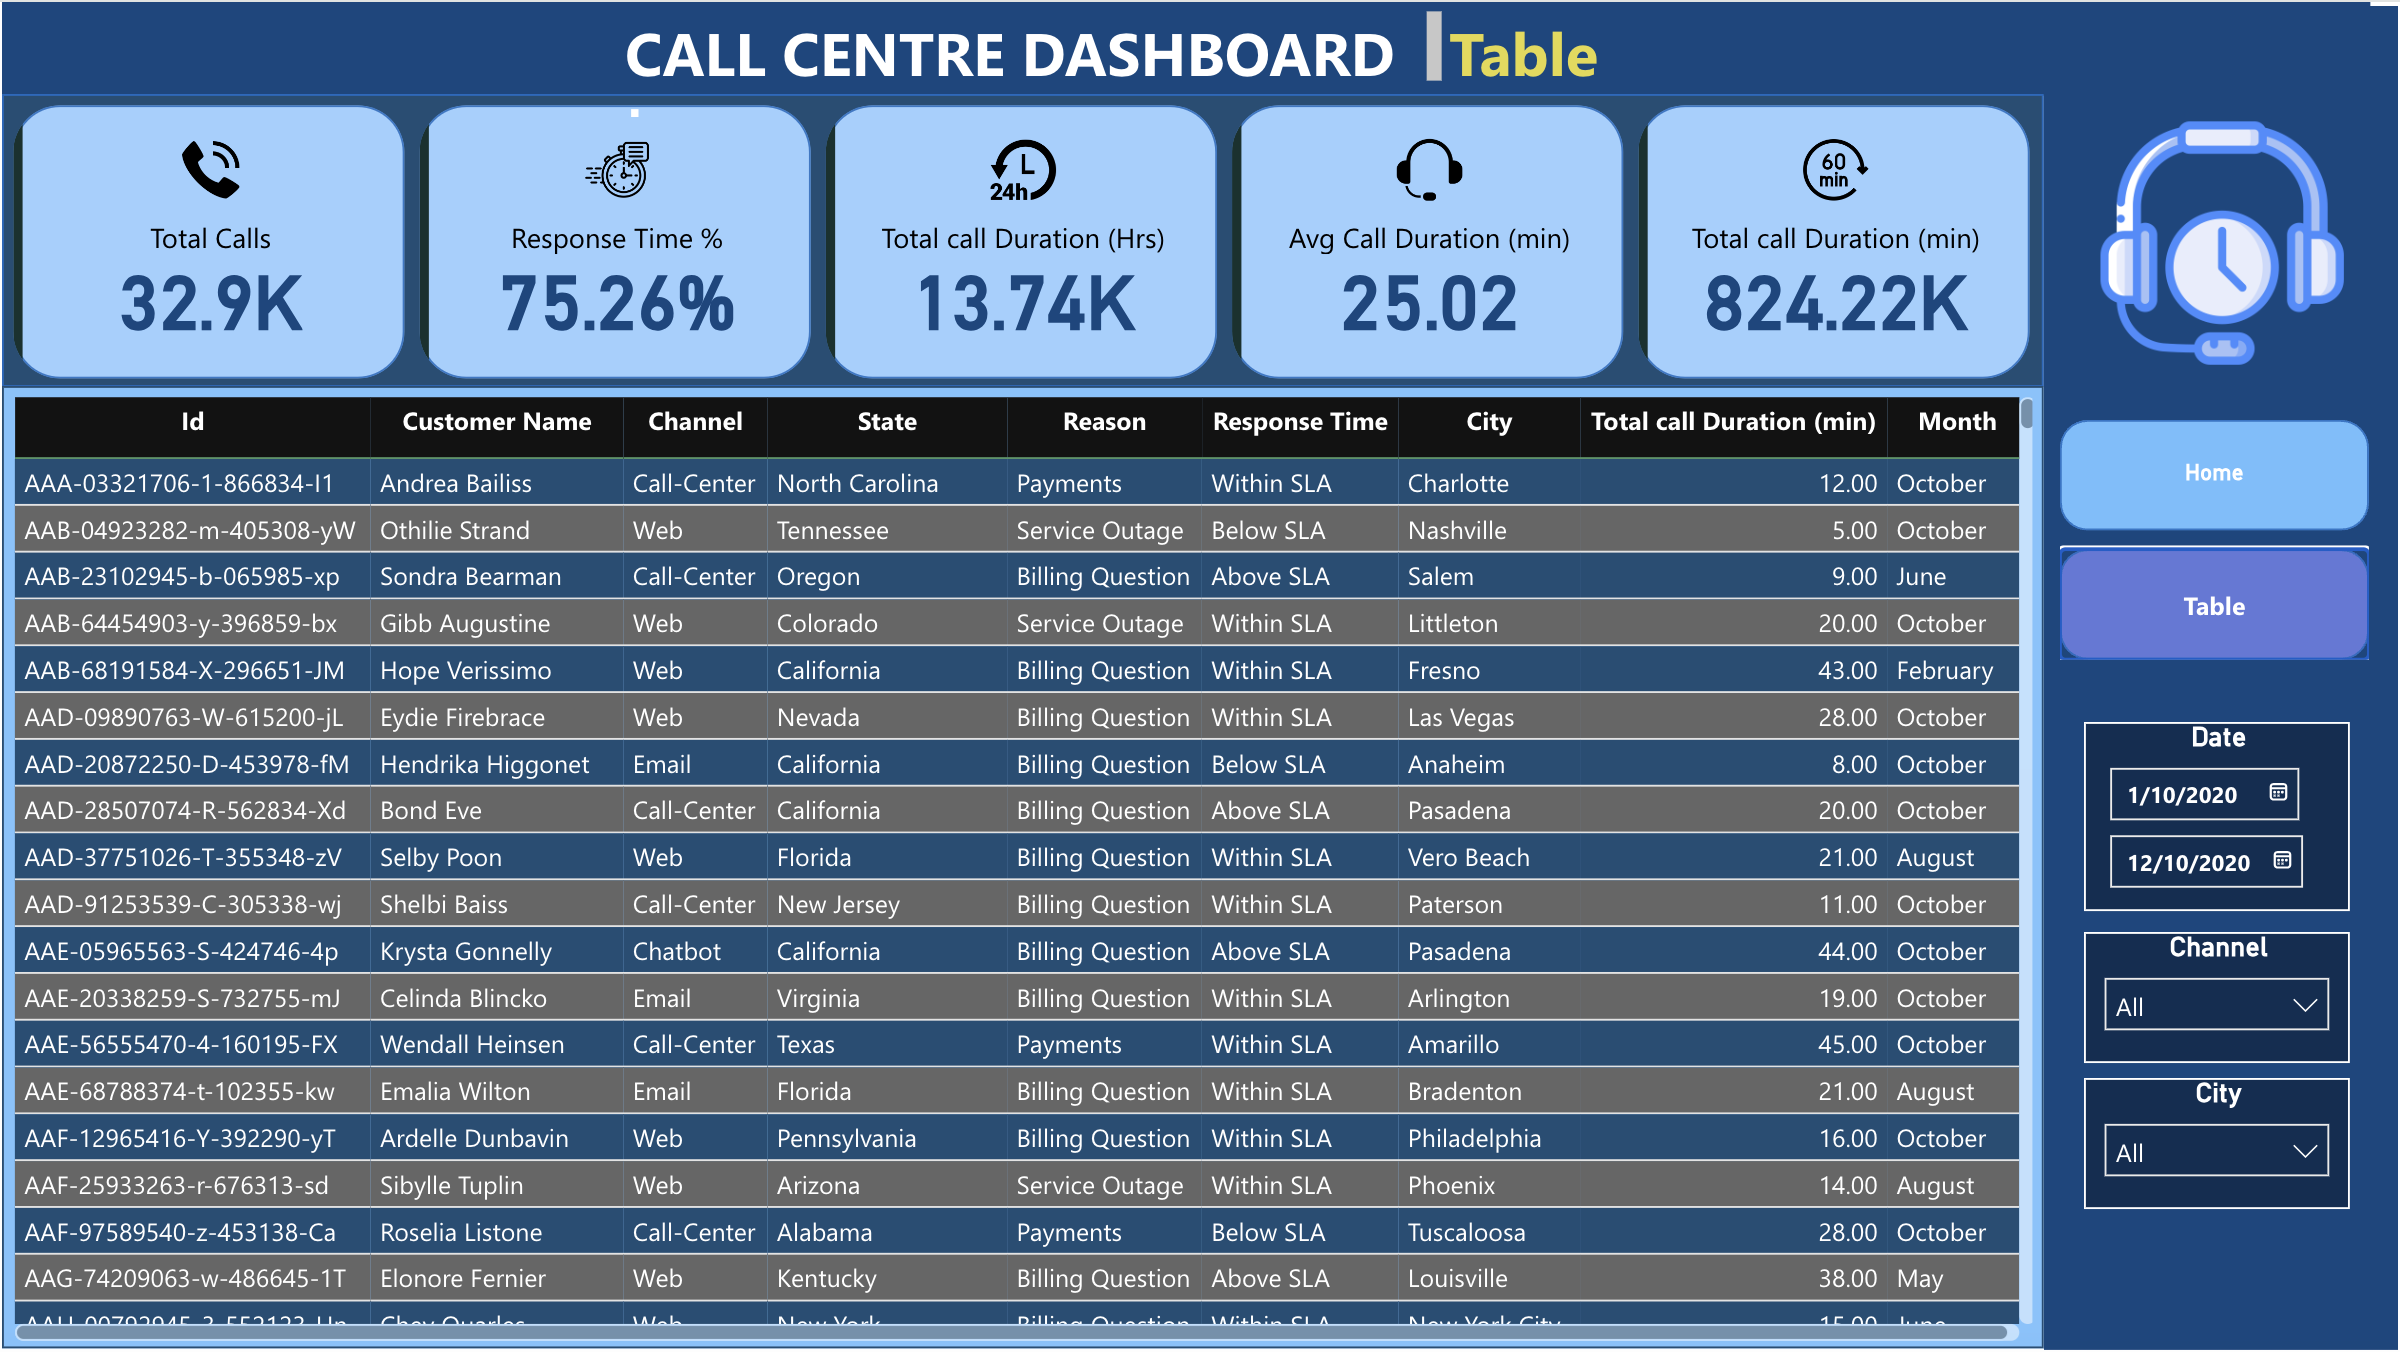 CALL CENTRE DASHBOARD Table
Total Calls
32.9K
Response Time %
75.26%
24h
Total call Duration (Hrs)
13.74K
Avg Call Duration (min)
25.02
60
min
Total call Duration (min)
824.22K
Id Customer Name Channel State Reason Response Time City Total call Duration (min) Month
AAA-03321706-1-866834-I1 Andrea Bailiss Call-Center North Carolina Payments Within SLA Charlotte 12.00 October
AAB-04923282-m-405308-yW Othilie Strand Web Tennessee Service Outage Below SLA Nashville 5.00 October
AAB-23102945-b-065985-xp Sondra Bearman Call-Center Oregon Billing Question Above SLA Salem 9.00 June
AAB-64454903-y-396859-bx Gibb Augustine Web Colorado Service Outage Within SLA Littleton 20.00 October
AAB-68191584-X-296651-JM Hope Verissimo Web California Billing Question Within SLA Fresno 43.00 February
AAD-09890763-W-615200-jL Eydie Firebrace Web Nevada Billing Question Within SLA Las Vegas 28.00 October
AAD-20872250-D-453978-fM Hendrika Higgonet Email California Billing Question Below SLA Anaheim 8.00 October
AAD-28507074-R-562834-Xd Bond Eve Call-Center California Billing Question Above SLA Pasadena 20.00 October
AAD-37751026-T-355348-zV Selby Poon Web Florida Billing Question Within SLA Vero Beach 21.00 August
AAD-91253539-C-305338-wj Shelbi Baiss Call-Center New Jersey Billing Question Within SLA Paterson 11.00 October
AAE-05965563-S-424746-4p Krysta Gonnelly Chatbot California Billing Question Above SLA Pasadena 44.00 October
AAE-20338259-S-732755-mJ Celinda Blincko Email Virginia Billing Question Within SLA Arlington 19.00 October
AAE-56555470-4-160195-FX Wendall Heinsen Call-Center Texas Payments Within SLA Amarillo 45.00 October
AAE-68788374-t-102355-kw Emalia Wilton Email Florida Billing Question Within SLA Bradenton 21.00 August
AAF-12965416-Y-392290-yT Ardelle Dunbavin Web Pennsylvania Billing Question Within SLA Philadelphia 16.00 October
AAF-25933263-r-676313-sd Sibylle Tuplin Web Arizona Service Outage Within SLA Phoenix 14.00 August
AAF-97589540-z-453138-Ca Roselia Listone Call-Center Alabama Payments Below SLA Tuscaloosa 28.00 October
AAG-74209063-w-486645-1T Elonore Fernier Web Kentucky Billing Question Above SLA Louisville 38.00 May
Web New York Billing Question Within SLA New York City 15.00 June
Home
Table
Date
1/10/2020
12/10/2020
Channel
All
City
All